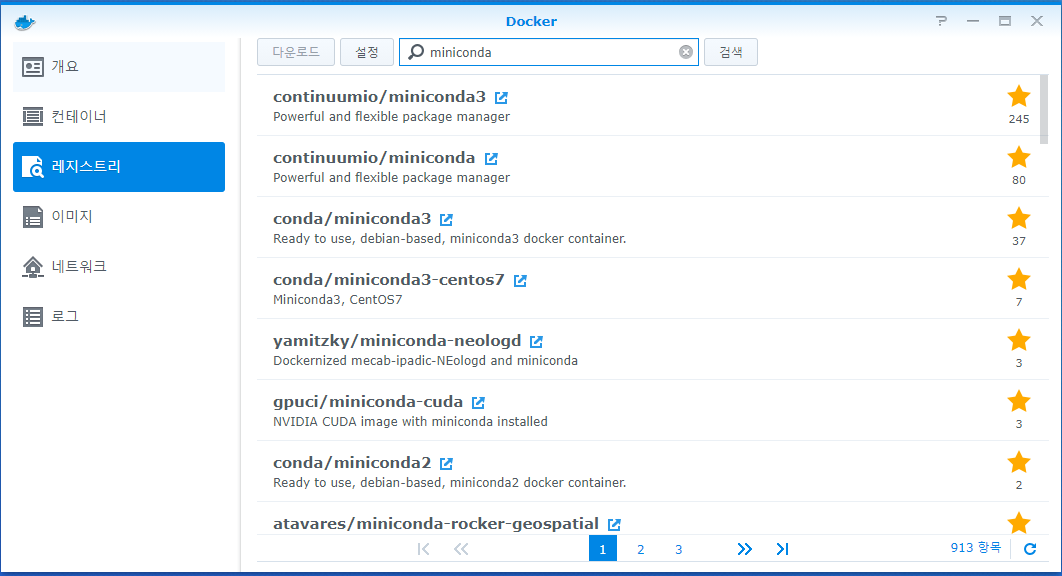 Docker
개요
컨테이너
레지스트리
이미지
네트워크
로그
다운로드 설정 miniconda 검색
continuumio/miniconda3
Powerful and flexible package manager
245
continuumio/miniconda
Powerful and flexible package manager
80
conda/miniconda3
Ready to use, debian-based, miniconda3 docker container.
37
conda/miniconda3-centos7
Miniconda3, CentOS7
7
yamitzky/miniconda-neologd
Dockernized mecab-ipadic-NEologd and miniconda
3
gpuci/miniconda-cuda
NVIDIA CUDA image with miniconda installed
3
conda/miniconda2
Ready to use, debian-based, miniconda2 docker container.
2
atavares/miniconda-rocker-geospatial
1 2 3 913 항목